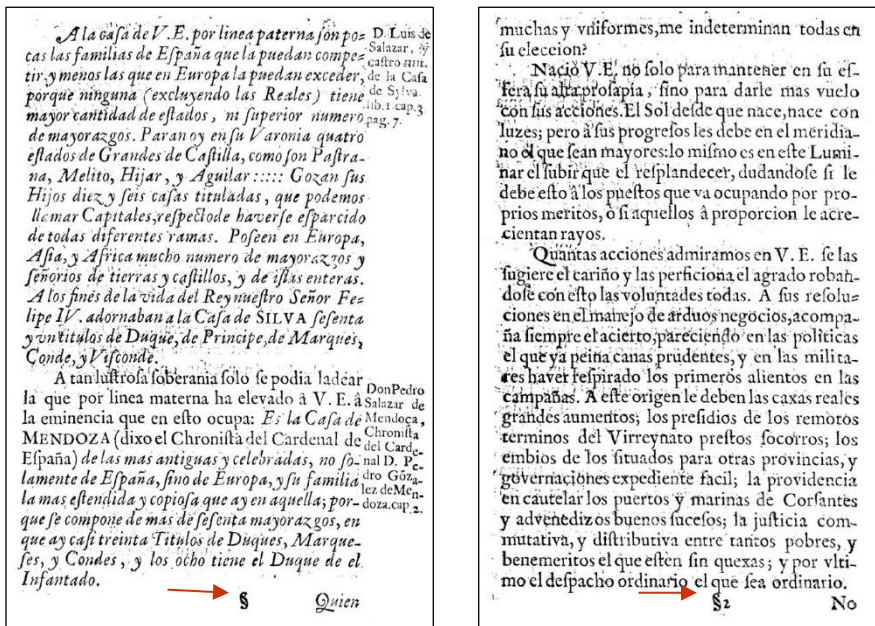 A la caſa de V.E. por linea paterna ſon po-
cas las familias de Eſpaña que la puedan compe-
tir, y menos las que en Europa la puedan exceder,
porque ninguna (excluyendo las Reales) tiene
mayor cantidad de eſtados, ni ſuperior numero
de mayorazgos. Paran oy en ſu Varonia quatro
eſtados de Grandes de Caſtilla, como ſon Paſtra-
na, Melito, Hijar, y Aguilar ::::: Gozan ſus
Hijos diez y ſeis caſas tituladas, que podemos
llamar Capitales, reſpecto de haverſe eſparcido
de todas diferentes ramas. Poſeen en Europa,
Aſia, y Africa mucho numero de mayorazgos y
ſeñorios de tierras y caſtillos, y de iſlas enteras.
A los fines de la vida del Rey nueſtro Señor Fe-
lipe IV. adornaban a la Caſa de SILVA ſeſenta
y vn titulos de Duque, de Principe, de Marques,
Conde, y Viſconde.
D. Luis de
Salazar, y
caſtro
de la Caſa
de Sylva.
lib. 1. cap. 3.
pag. 7.
A tan luſtroſa ſoberania ſolo ſe podia ladear
la que por linea materna ha elevado â V. E. â
la eminencia que en eſto ocupa: Es la Caſa de
MENDOZA (dixo el Chroniſta del Cardenal de
Eſpaña) de las mas antiguas y celebradas, no ſo-
lamente de Eſpaña, ſino de Europa, y ſu familia
la mas eſtendida y copioſa que ay en aquella; por-
que ſe compone de mas de ſeſenta mayorazgos, en
que ay caſi treinta Titulos de Duques, Marque-
ſes, y Condes, y los ocho tiene el Duque de el
Infantado.
Don Pedro
Salazar de
Mendoça,
Chroniſta
del Carde-
nal D. Pe-
dro Gõza-
lez de Men-
doza. cap. 2.
§ Quien
muchas y vniformes, me indeterminan todas en
ſu eleccion?
Naciò V.E. no ſolo para mantener en ſu eſ-
fera ſu alta proſapia, ſino para darle mas vuelo
con ſus acciones. El Sol deſde que nace, nace con
luzes; pero à ſus progreſos les debe en el meridia-
no el que ſean mayores: lo miſmo es en eſte Lumi-
nar el ſubir que el reſplandecer, dudandoſe ſi le
debe eſto â los pueſtos que va ocupando por pro-
prios meritos, ò ſi aquellos â proporcion le acre-
cientan rayos.
Quantas acciones admiramos en V. E. ſe las
ſugiere el cariño y las perficiona el agrado roban-
doſe con eſto las voluntades todas. A ſus reſolu-
ciones en el manejo de arduos negocios, acompa-
ña ſiempre el acierto, pareciendo en las politicas
el que ya peina canas prudentes, y en las milita-
res haver reſpirado los primeros alientos en las
campañas. A eſte origen le deben las caxas reales
grandes aumentos; los preſidios de los remotos
terminos del Virreynato preſtos ſocorros; los
embios de los ſituados para otras provincias, y
governaciones expediente facil; la providencia
en cautelar los puertos y marinas de Corſantes
y advenedizos buenos ſuceſos; la juſticia com-
mutativa, y diſtributiva entre tantos pobres, y
benemeritos el que eſten ſin quexas; y por vlti-
mo el deſpacho ordinario el que ſea ordinario.
§2 No